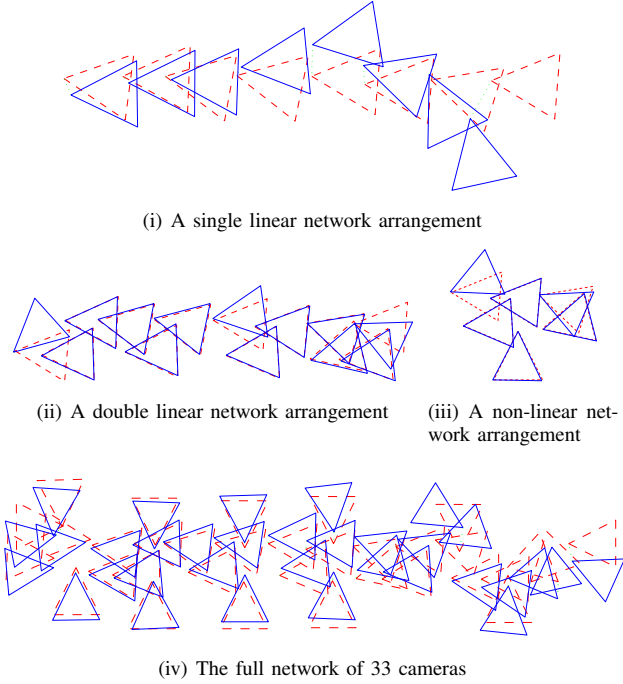 (i) A single linear network arrangement
(ii) A double linear network arrangement
(iii) A non-linear net-
work arrangement
(iv) The full network of 33 cameras